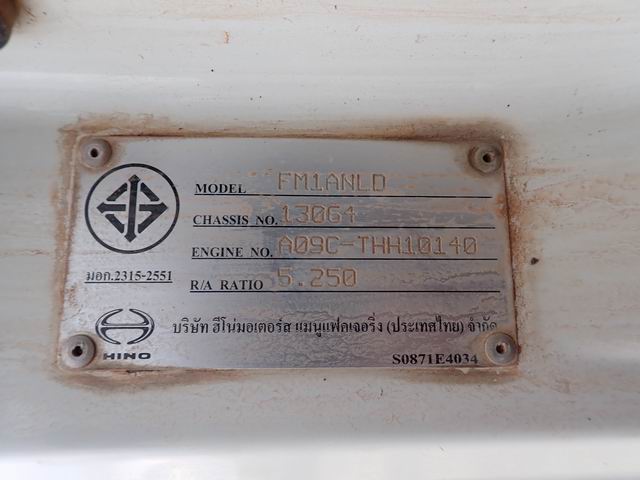 MODEL FM1ANLD
CHASSIS NO. 13064
ENGINE NO. A09C-THH10140
R/A RATIO 5.250
มอก.2315-2551
บริษัท ฮีโน่มอเตอร์ส แมนูแฟคเจอริ่ง (ประเทศไทย) จำกัด
HINO
S0871E4034